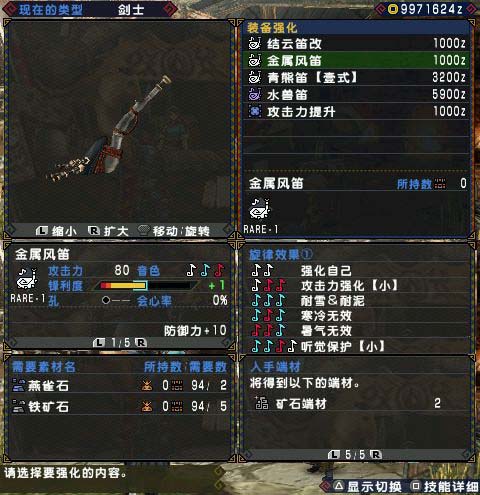 现在的类型 剑士
9971624z
装备强化
结云笛改 1000z
金属风笛 1000z
青熊笛【壹式】 3200z
水兽笛 5900z
攻击力提升 1000z
金属风笛 所持数 0
RARE-1
L 缩小 R 扩大 移动/旋转
金属风笛
攻击力 80 音色
锋利度 +1
RARE-1
孔 ●-- 会心率 0%
防御力+10
L 1/5 R
旋律效果①
强化自己
攻击力强化【小】
耐雪&耐泥
寒冷无效
暑气无效
听觉保护【小】
需要素材名 所持数/需要数
燕雀石 0 94/ 2
铁矿石 0 94/ 5
入手端材
将得到以下的端材。
矿石端材 2
L 5/5 R
请选择要强化的内容。
△显示切换 □技能详细